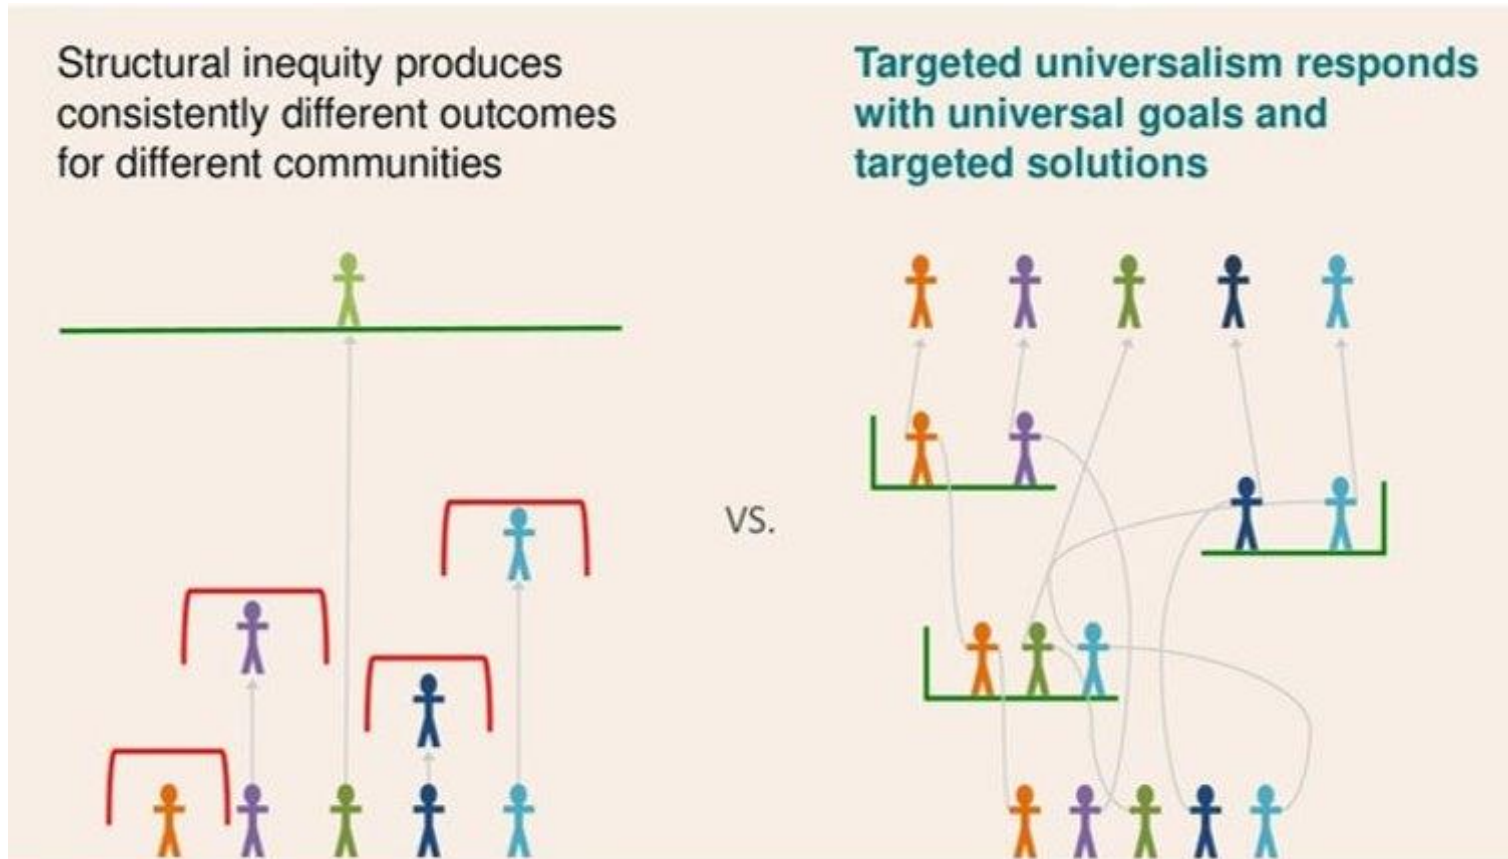 Structural inequity produces
consistently different outcomes
for different communities
Targeted universalism responds
with universal goals and
targeted solutions
VS.